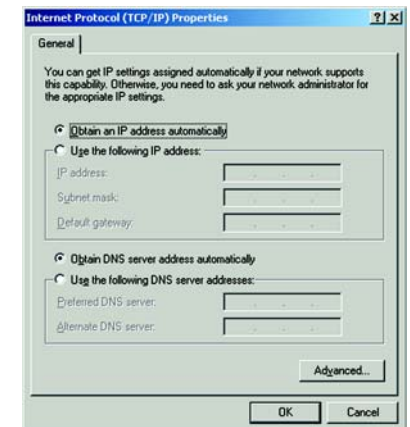 Internet Protocol (TCP/IP) Properties
General
You can get IP settings assigned automatically if your network supports
this capability. Otherwise, you need to ask your network administrator for
the appropriate IP settings.
Obtain an IP address automatically
Use the following IP address:
IP address:
Subnet mask:
Default gateway:
Obtain DNS server address automatically
Use the following DNS server addresses:
Preferred DNS server:
Alternate DNS server:
Advanced...
OK Cancel